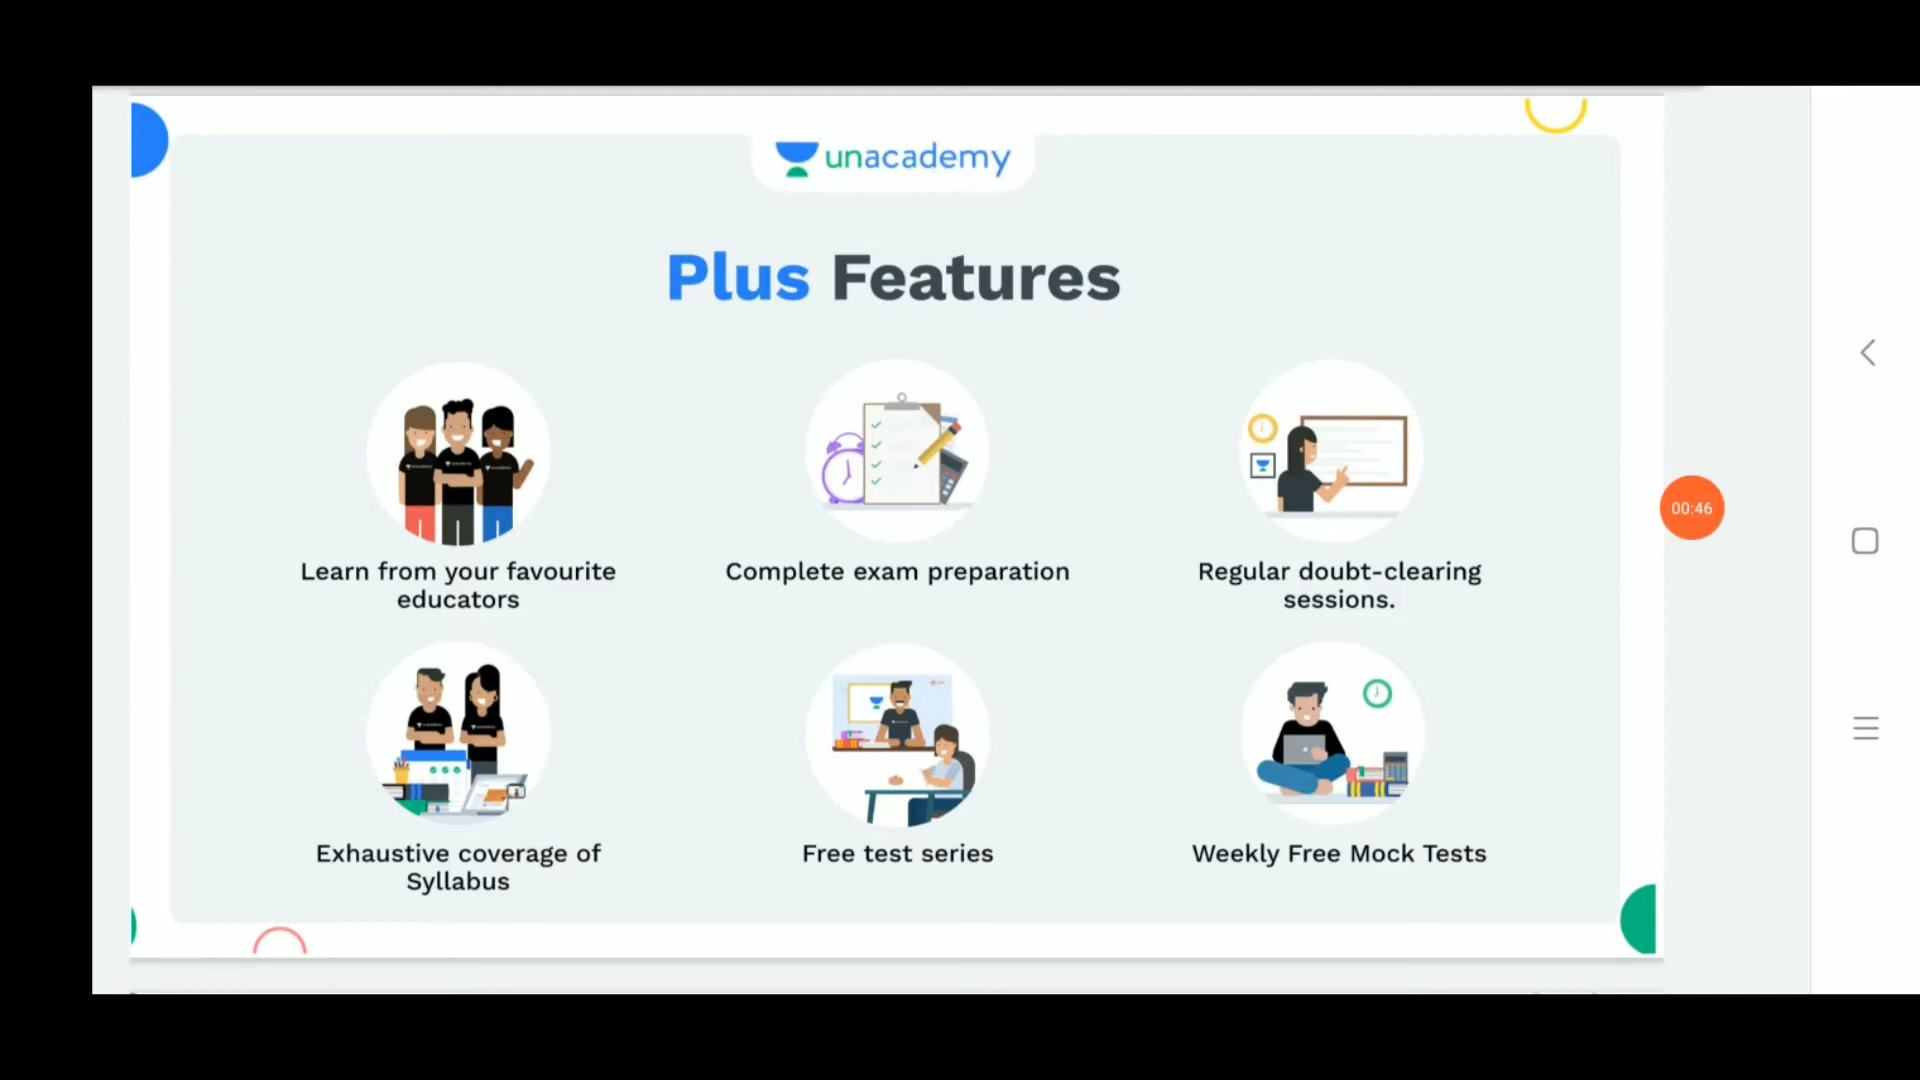 unacademy
Plus Features
Learn from your favourite
educators
Complete exam preparation
Regular doubt-clearing
sessions.
00:46
Exhaustive coverage of
Syllabus
Free test series
Weekly Free Mock Tests